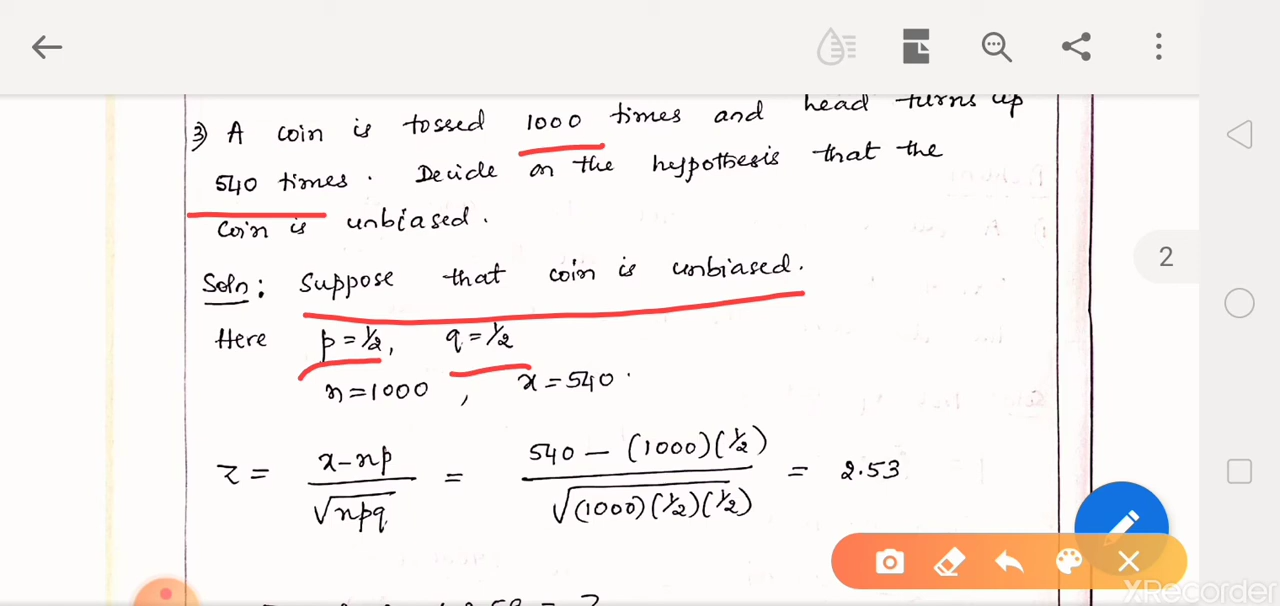 3) A coin is tossed 1000 times and head turns up
540 times. Decide on the hypothesis that the
coin is unbiased.
Soln: Suppose that coin is unbiased.
Here p=1/2, q=1/2
n=1000, x=540.
z = x-np / √npq = 540 - (1000)(1/2) / √(1000)(1/2)(1/2) = 2.53
2
XRecorder